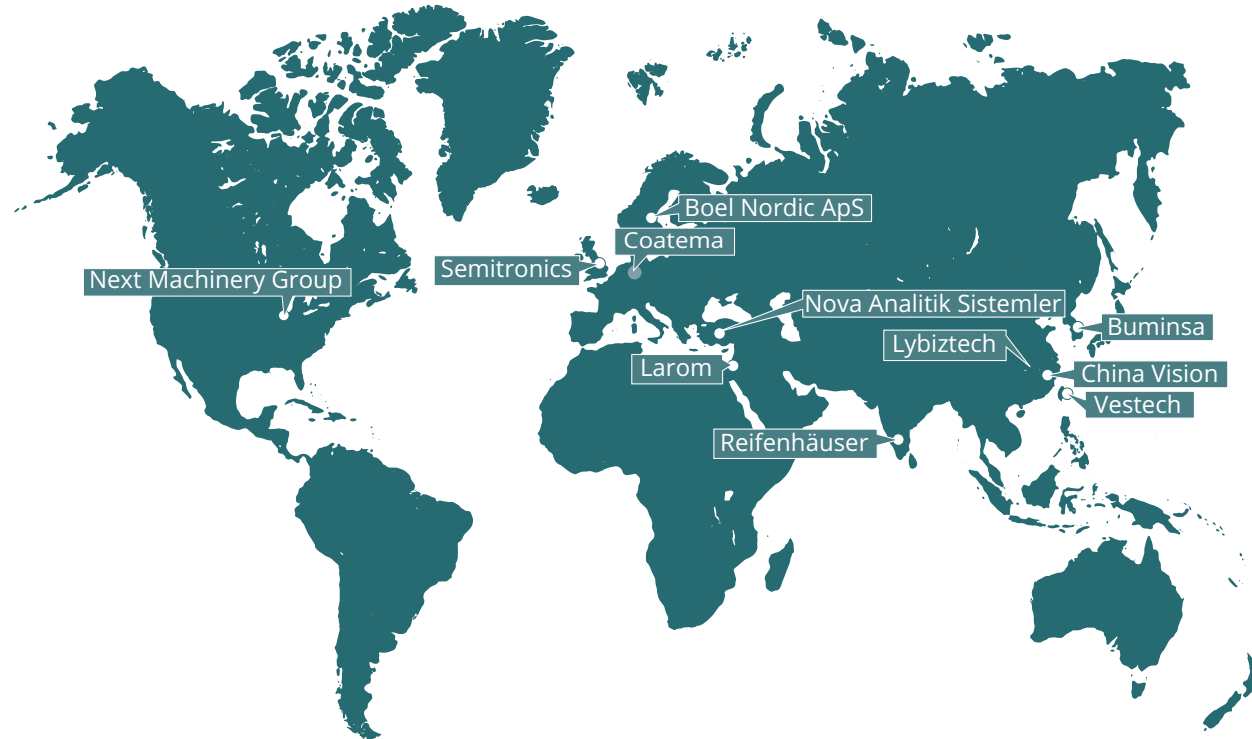 Boel Nordic ApS
Coatema
Semitronics
Next Machinery Group
Nova Analitik Sistemler
Buminsa
Lybiztech
Larom
China Vision
Vestech
Reifenhäuser